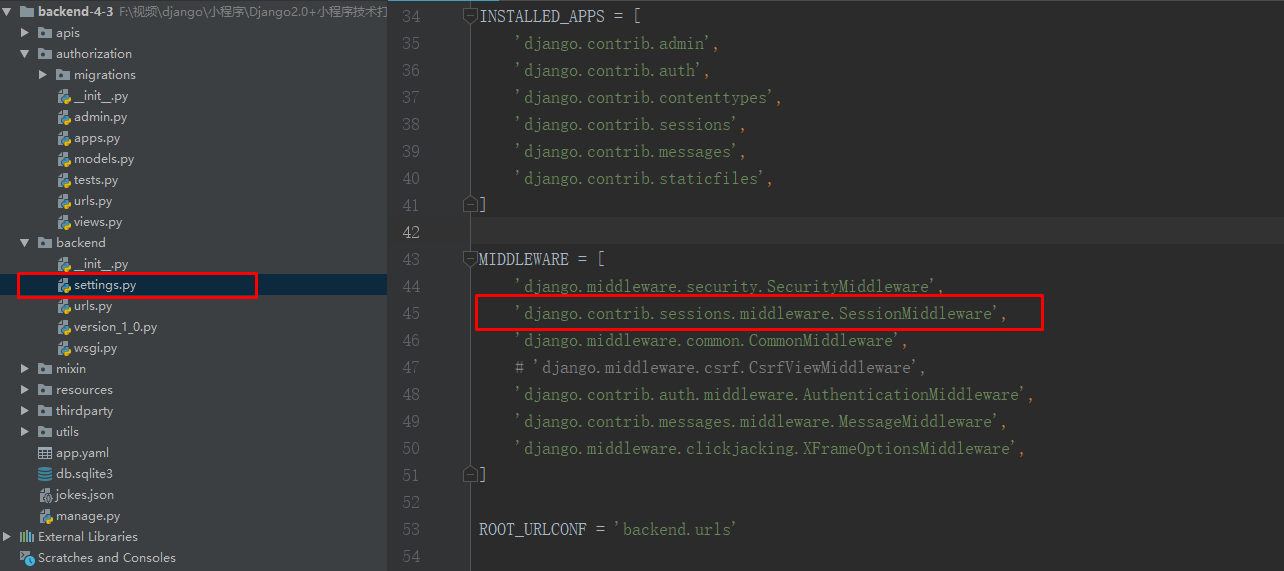 backend-4-3 F:\视频\django\小程序\Django2.0+小程序技术打
apis
authorization
migrations
__init__.py
admin.py
apps.py
models.py
tests.py
urls.py
views.py
backend
__init__.py
settings.py
urls.py
version_1_0.py
wsgi.py
mixin
resources
thirdparty
utils
app.yaml
db.sqlite3
jokes.json
manage.py
External Libraries
Scratches and Consoles
34 INSTALLED_APPS = [
35 'django.contrib.admin',
36 'django.contrib.auth',
37 'django.contrib.contenttypes',
38 'django.contrib.sessions',
39 'django.contrib.messages',
40 'django.contrib.staticfiles',
41 ]
42
43 MIDDLEWARE = [
44 'django.middleware.security.SecurityMiddleware',
45 'django.contrib.sessions.middleware.SessionMiddleware',
46 'django.middleware.common.CommonMiddleware',
47 # 'django.middleware.csrf.CsrfViewMiddleware',
48 'django.contrib.auth.middleware.AuthenticationMiddleware',
49 'django.contrib.messages.middleware.MessageMiddleware',
50 'django.middleware.clickjacking.XFrameOptionsMiddleware',
51 ]
52
53 ROOT_URLCONF = 'backend.urls'
54